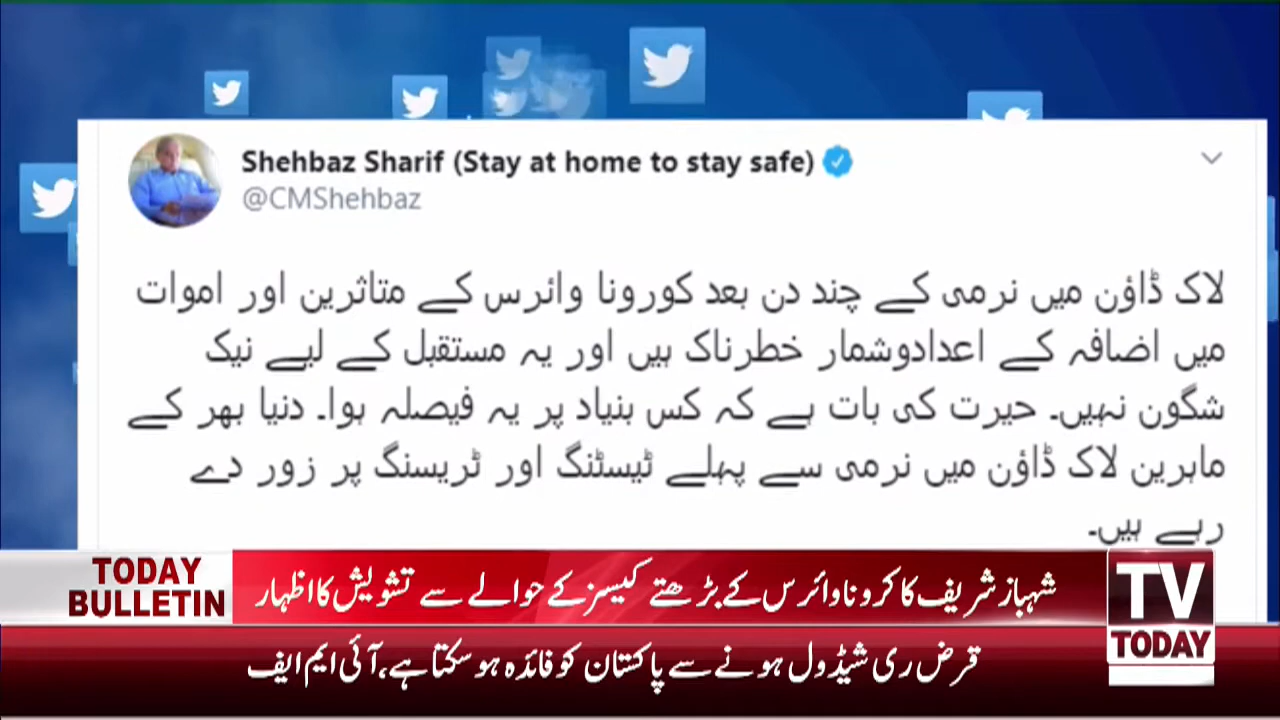 Shehbaz Sharif (Stay at home to stay safe)
@CMShehbaz
لاک ڈاؤن میں نرمی کے چند دن بعد کورونا وائرس کے متاثرین اور اموات
میں اضافہ کے اعدادوشمار خطرناک ہیں اور یہ مستقبل کے لیے نیک
شگون نہیں۔ حیرت کی بات ہے کہ کس بنیاد پر یہ فیصلہ ہوا۔ دنیا بھر کے
ماہرین لاک ڈاؤن میں نرمی سے پہلے ٹیسٹنگ اور ٹریسنگ پر زور دے
رہے ہیں۔
TODAY
BULLETIN
شہباز شریف کا کرونا وائرس کے بڑھتے کیسز کے حوالے سے تشویش کا اظہار
TV
TODAY
قرض ری شیڈول ہونے سے پاکستان کو فائدہ ہو سکتا ہے، آئی ایم ایف